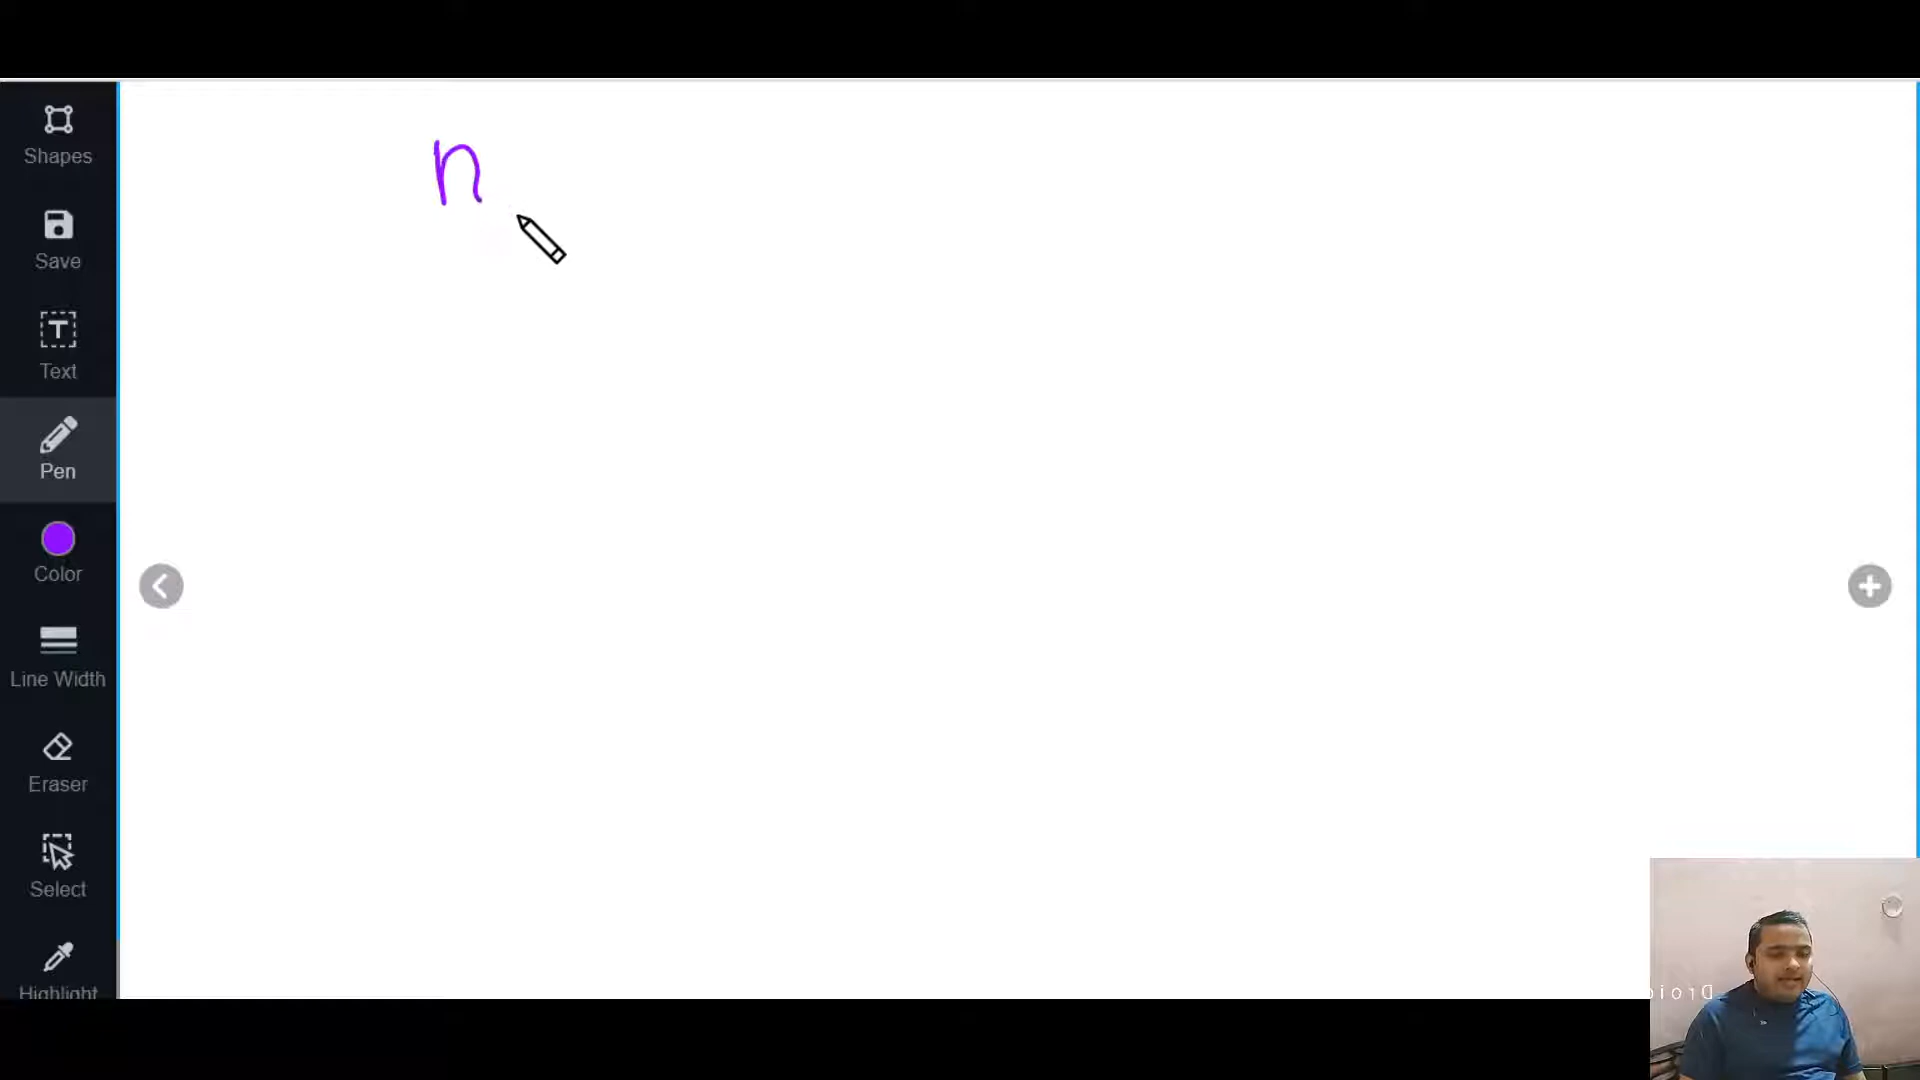 n
Shapes
Save
Text
Pen
Color
Line Width
Eraser
Select
Highlight